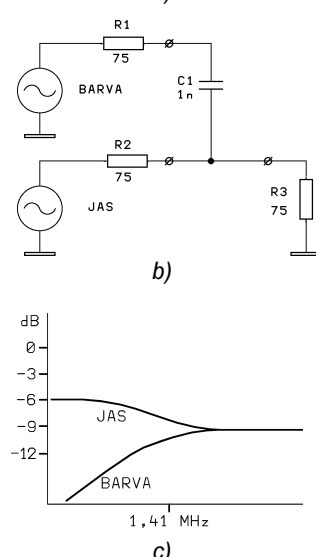 R1
75
BARVA
C1
1n
R2
75
JAS
R3
75
b)
dB
0
-3
-6
-9
-12
JAS
BARVA
1,41 MHz
c)